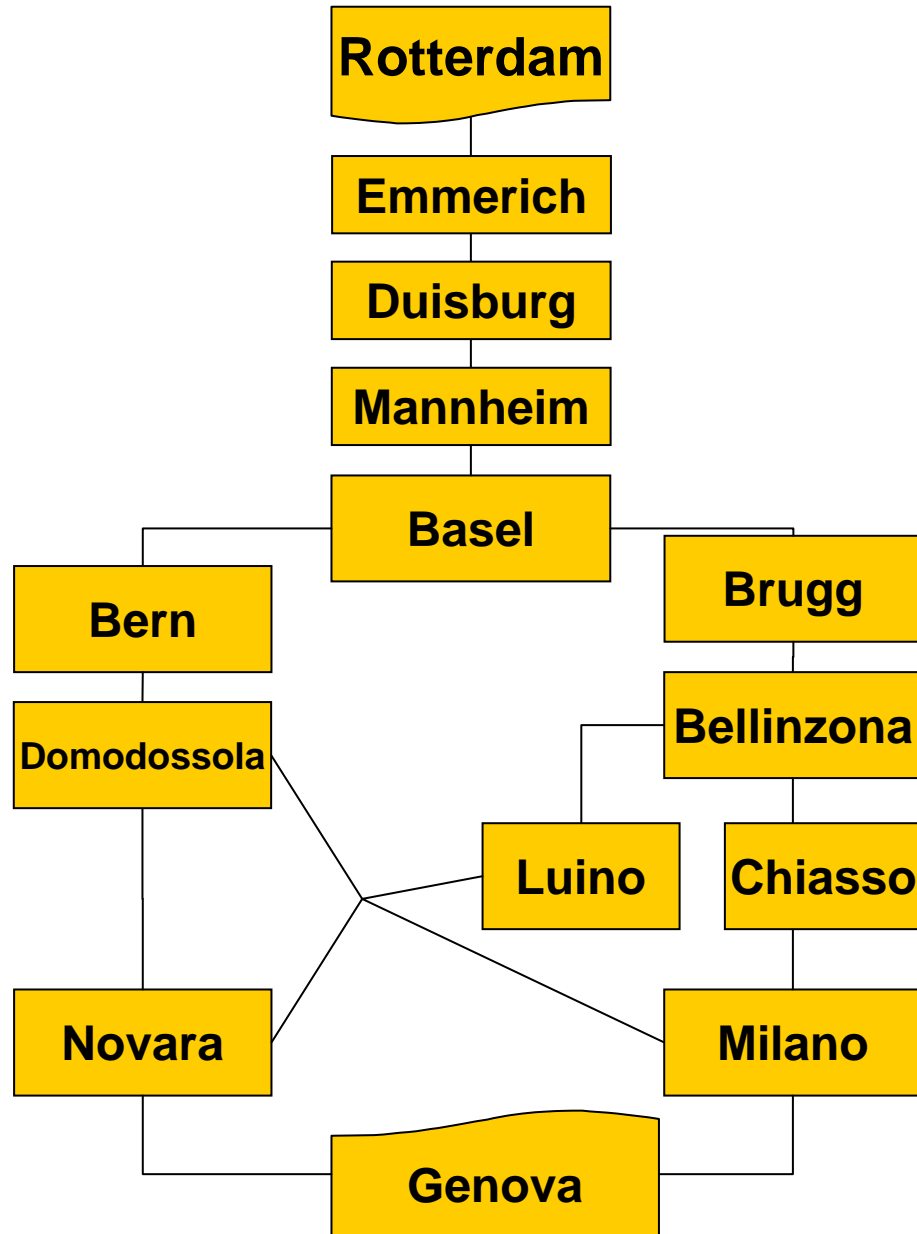 Rotterdam
Emmerich
Duisburg
Mannheim
Basel
Bern
Brugg
Domodossola
Bellinzona
Luino
Chiasso
Novara
Milano
Genova